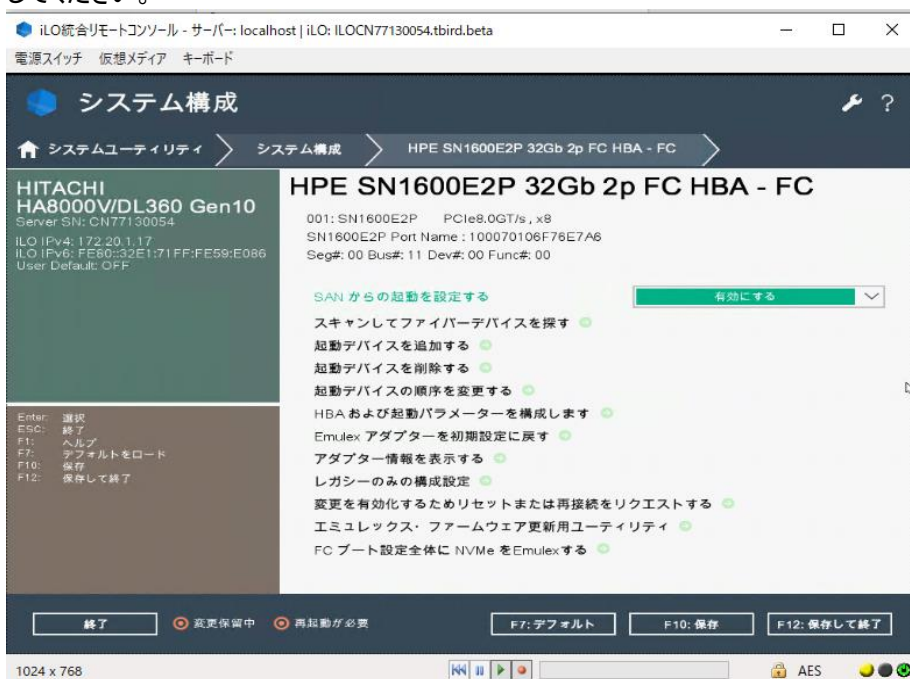 してください。
iLO統合リモートコンソール - サーバー: localhost | iLO: ILOCN77130054.tbird.beta
電源スイッチ 仮想メディア キーボード
システム構成
?
システムユーティリティ システム構成 HPE SN1600E2P 32Gb 2p FC HBA - FC
HITACHI
HA8000V/DL360 Gen10
Server SN: CN77130054
iLO IPv4: 172.20.1.17
iLO IPv6: FE80::32E1:71FF:FE59:E086
User Default: OFF
Enter: 選択
ESC: 終了
F1: ヘルプ
F7: デフォルトをロード
F10: 保存
F12: 保存して終了
HPE SN1600E2P 32Gb 2p FC HBA - FC
001: SN1600E2P PCIe8.0GT/s , x8
SN1600E2P Port Name : 100070106F76E7A6
Seg#: 00 Bus#: 11 Dev#: 00 Func#: 00
SAN からの起動を設定する 有効にする
スキャンしてファイバーデバイスを探す
起動デバイスを追加する
起動デバイスを削除する
起動デバイスの順序を変更する
HBA および起動パラメーターを構成します
Emulex アダプターを初期設定に戻す
アダプター情報を表示する
レガシーのみの構成設定
変更を有効化するためリセットまたは再接続をリクエストする
エミュレックス・ファームウェア更新用ユーティリティ
FC ブート設定全体に NVMe をEmulexする
終了 変更保留中 再起動が必要 F7: デフォルト F10: 保存 F12: 保存して終了
1024 x 768 AES